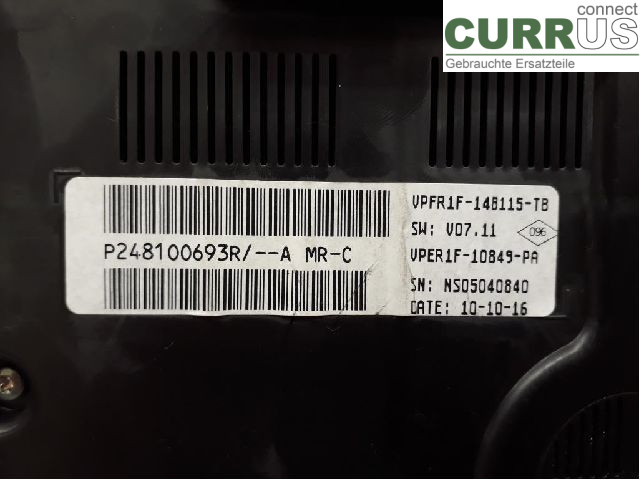 connect
CURRUS
Gebrauchte Ersatzteile
P248100693R/--A MR-C
VPFR1F-14B115-TB
SW: V07.11
096
VPER1F-10849-PA
SN: NS05040840
DATE: 10-10-16